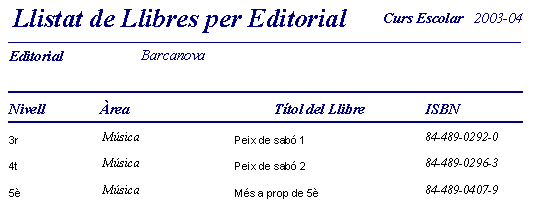 Llistat de Llibres per Editorial Curs Escolar 2003-04
Editorial Barcanova
Nivell Àrea Títol del Llibre ISBN
3r Música Peix de sabó 1 84-489-0292-0
4t Música Peix de sabó 2 84-489-0296-3
5è Música Més a prop de 5è 84-489-0407-9